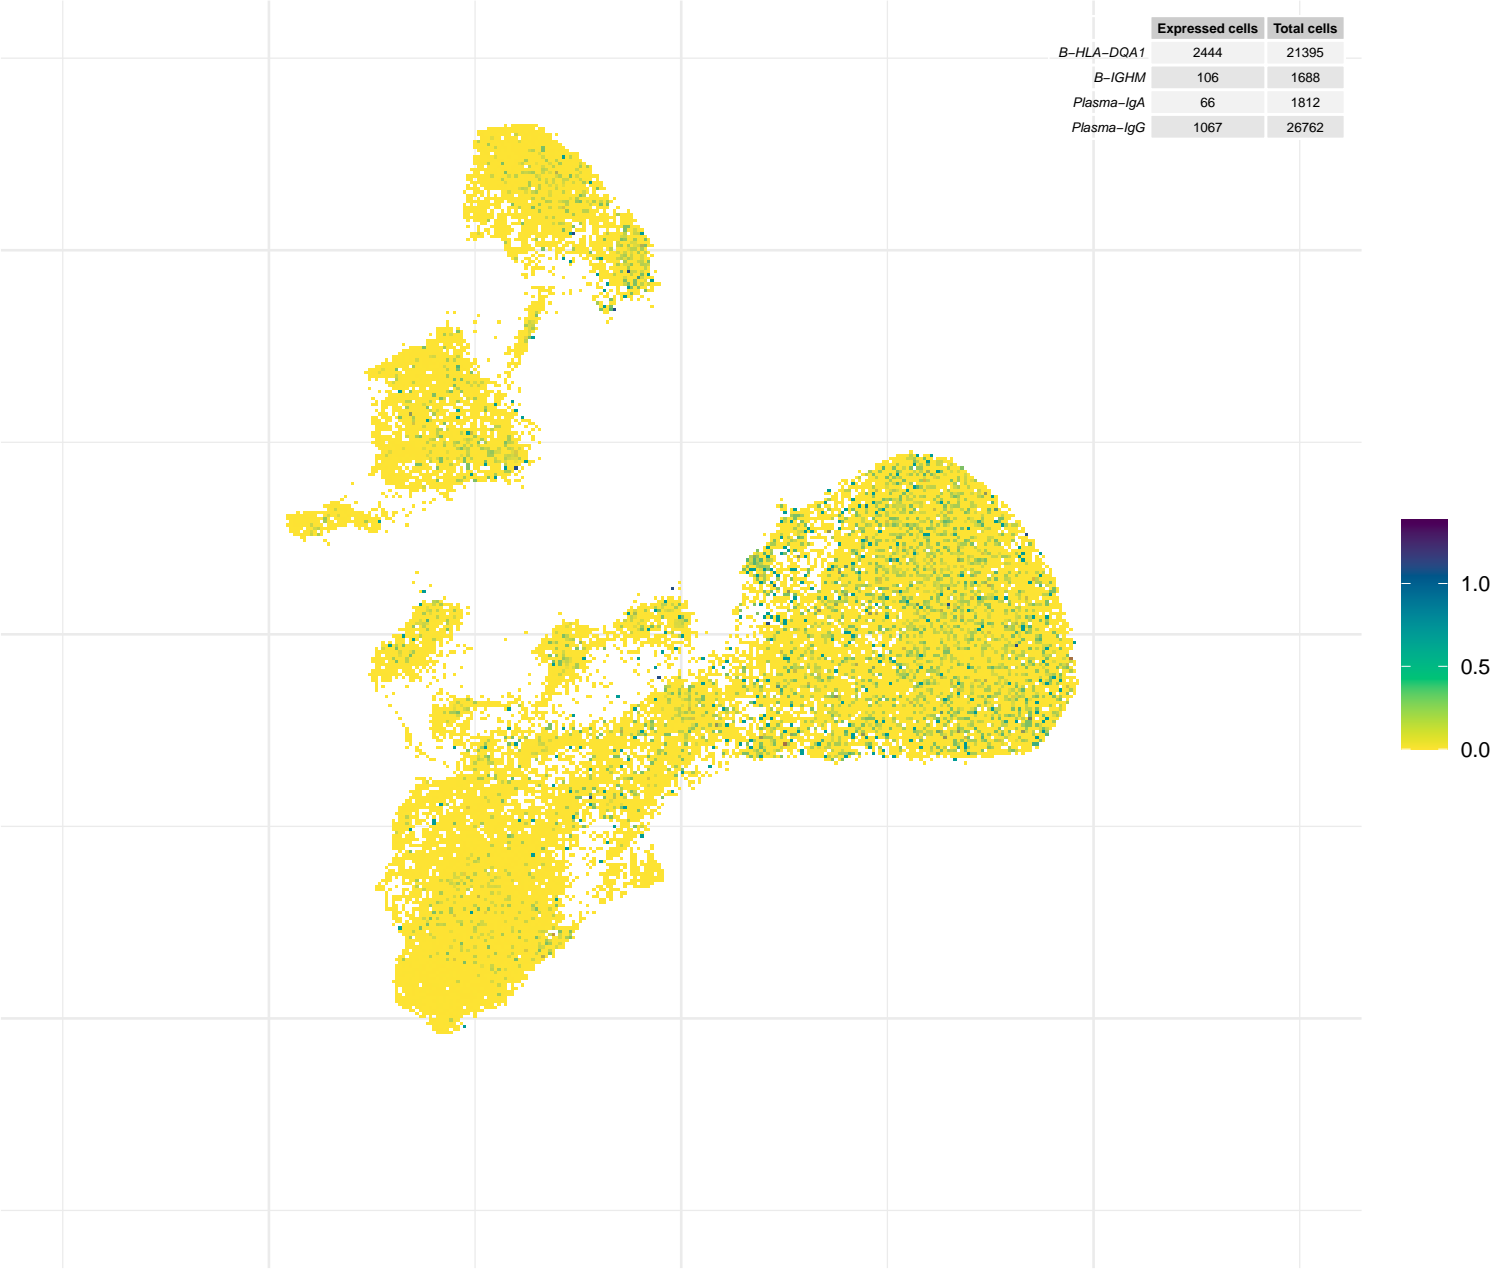 Expressed cells Total cells
B−HLA−DQA1 2444 21395
B−IGHM 106 1688
Plasma−IgA 66 1812
Plasma−IgG 1067 26762
1.0
0.5
0.0